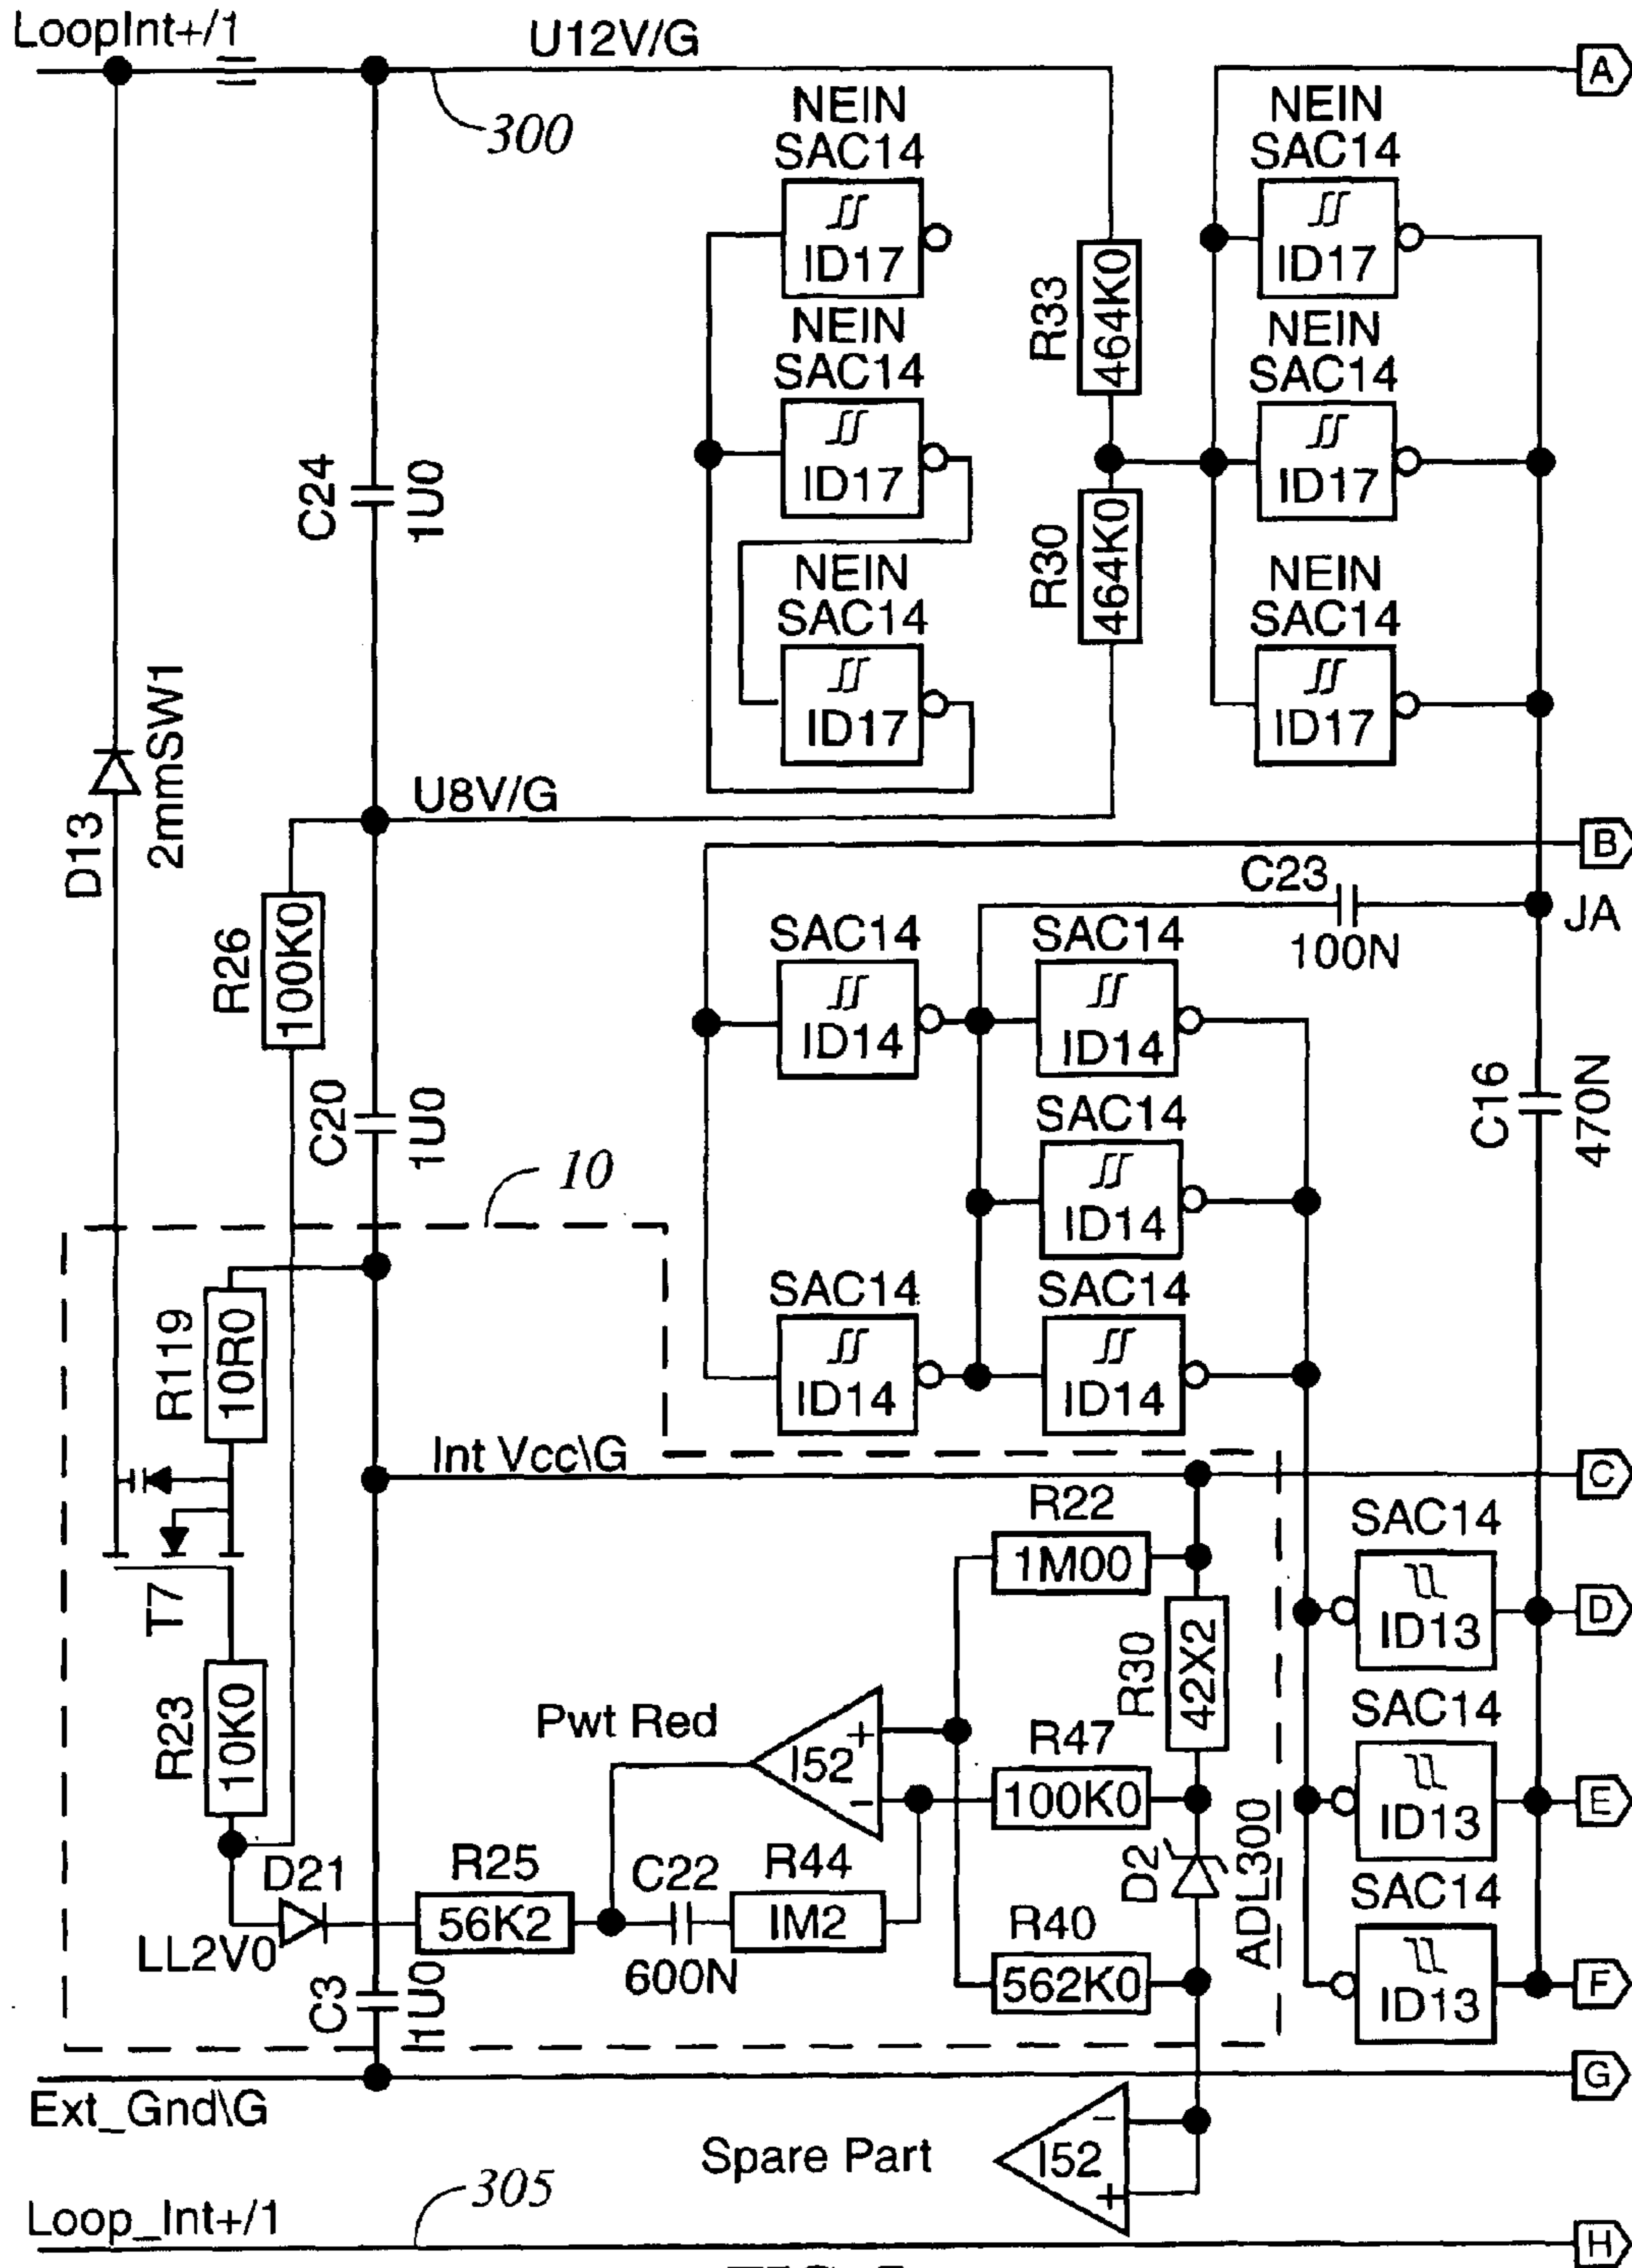 LoopInt+/1
U12V/G
A
300
NEIN
SAC14
ID17
NEIN
SAC14
ID17
R33
464K0
NEIN
SAC14
ID17
NEIN
SAC14
ID17
C24
1U0
R30
464K0
NEIN
SAC14
ID17
NEIN
SAC14
ID17
D13
2mmSW1
U8V/G
B
C23
100N
JA
R26
100K0
SAC14
ID14
SAC14
ID14
C20
1U0
C16
470N
SAC14
ID14
10
SAC14
ID14
SAC14
ID14
R119
10R0
Int Vcc\G
C
R22
1M00
SAC14
ID13
D
T7
R30
42X2
R23
10K0
Pwt Red
I52
+
-
R47
100K0
SAC14
ID13
E
D21
LL2V0
R25
56K2
C22
600N
R44
IM2
D2
ADL300
SAC14
ID13
F
C3
1U0
R40
562K0
G
Ext_Gnd\G
Spare Part
I52
-
+
305
Loop_Int+/1
H